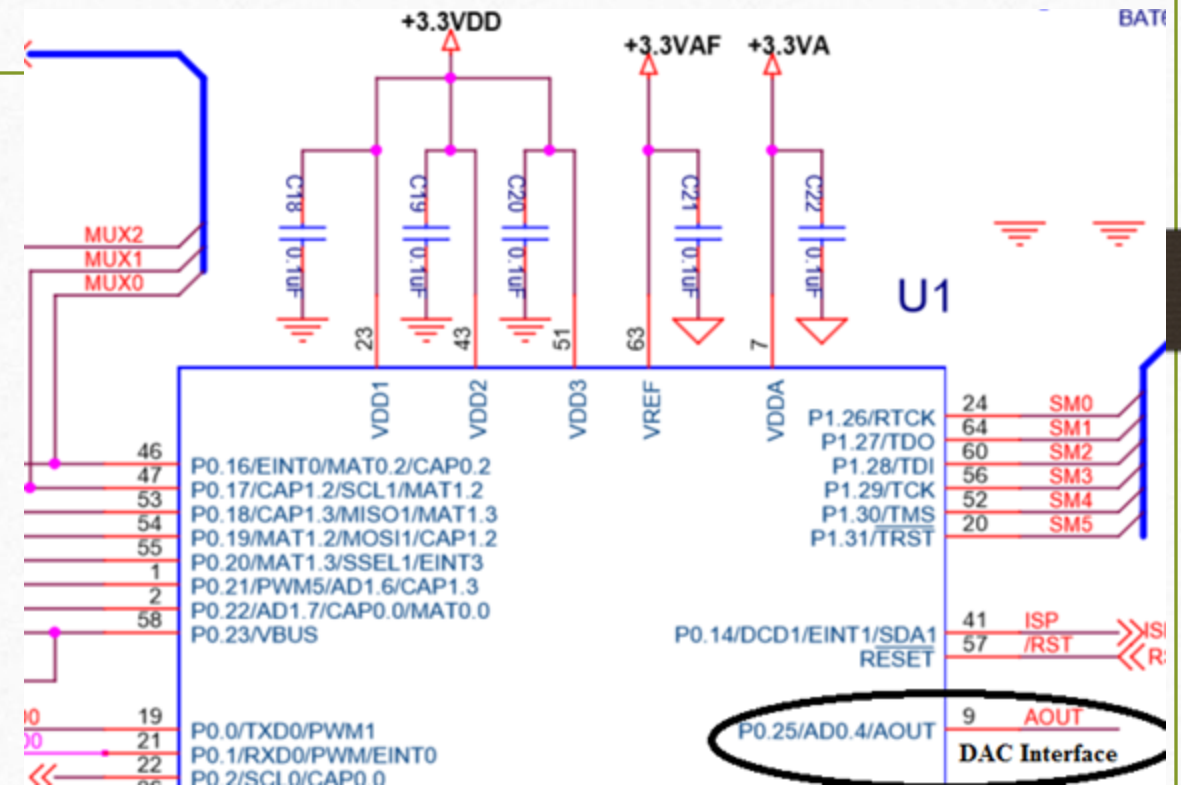 BAT6
+3.3VDD
+3.3VAF
+3.3VA
C18
0.1uF
C19
0.1uF
C20
0.1uF
C21
0.1uF
C22
0.1uF
MUX2
MUX1
MUX0
U1
23
43
51
63
7
VDD1
VDD2
VDD3
VREF
VDDA
46 P0.16/EINT0/MAT0.2/CAP0.2
47 P0.17/CAP1.2/SCL1/MAT1.2
53 P0.18/CAP1.3/MISO1/MAT1.3
54 P0.19/MAT1.2/MOSI1/CAP1.2
55 P0.20/MAT1.3/SSEL1/EINT3
1 P0.21/PWM5/AD1.6/CAP1.3
2 P0.22/AD1.7/CAP0.0/MAT0.0
58 P0.23/VBUS
P1.26/RTCK 24 SM0
P1.27/TDO 64 SM1
P1.28/TDI 60 SM2
P1.29/TCK 56 SM3
P1.30/TMS 52 SM4
P1.31/TRST 20 SM5
P0.14/DCD1/EINT1/SDA1 41 ISP
RESET 57 /RST
19 P0.0/TXD0/PWM1
21 P0.1/RXD0/PWM/EINT0
22 P0.2/SCL0/CAP0.0
P0.25/AD0.4/AOUT 9 AOUT
DAC Interface